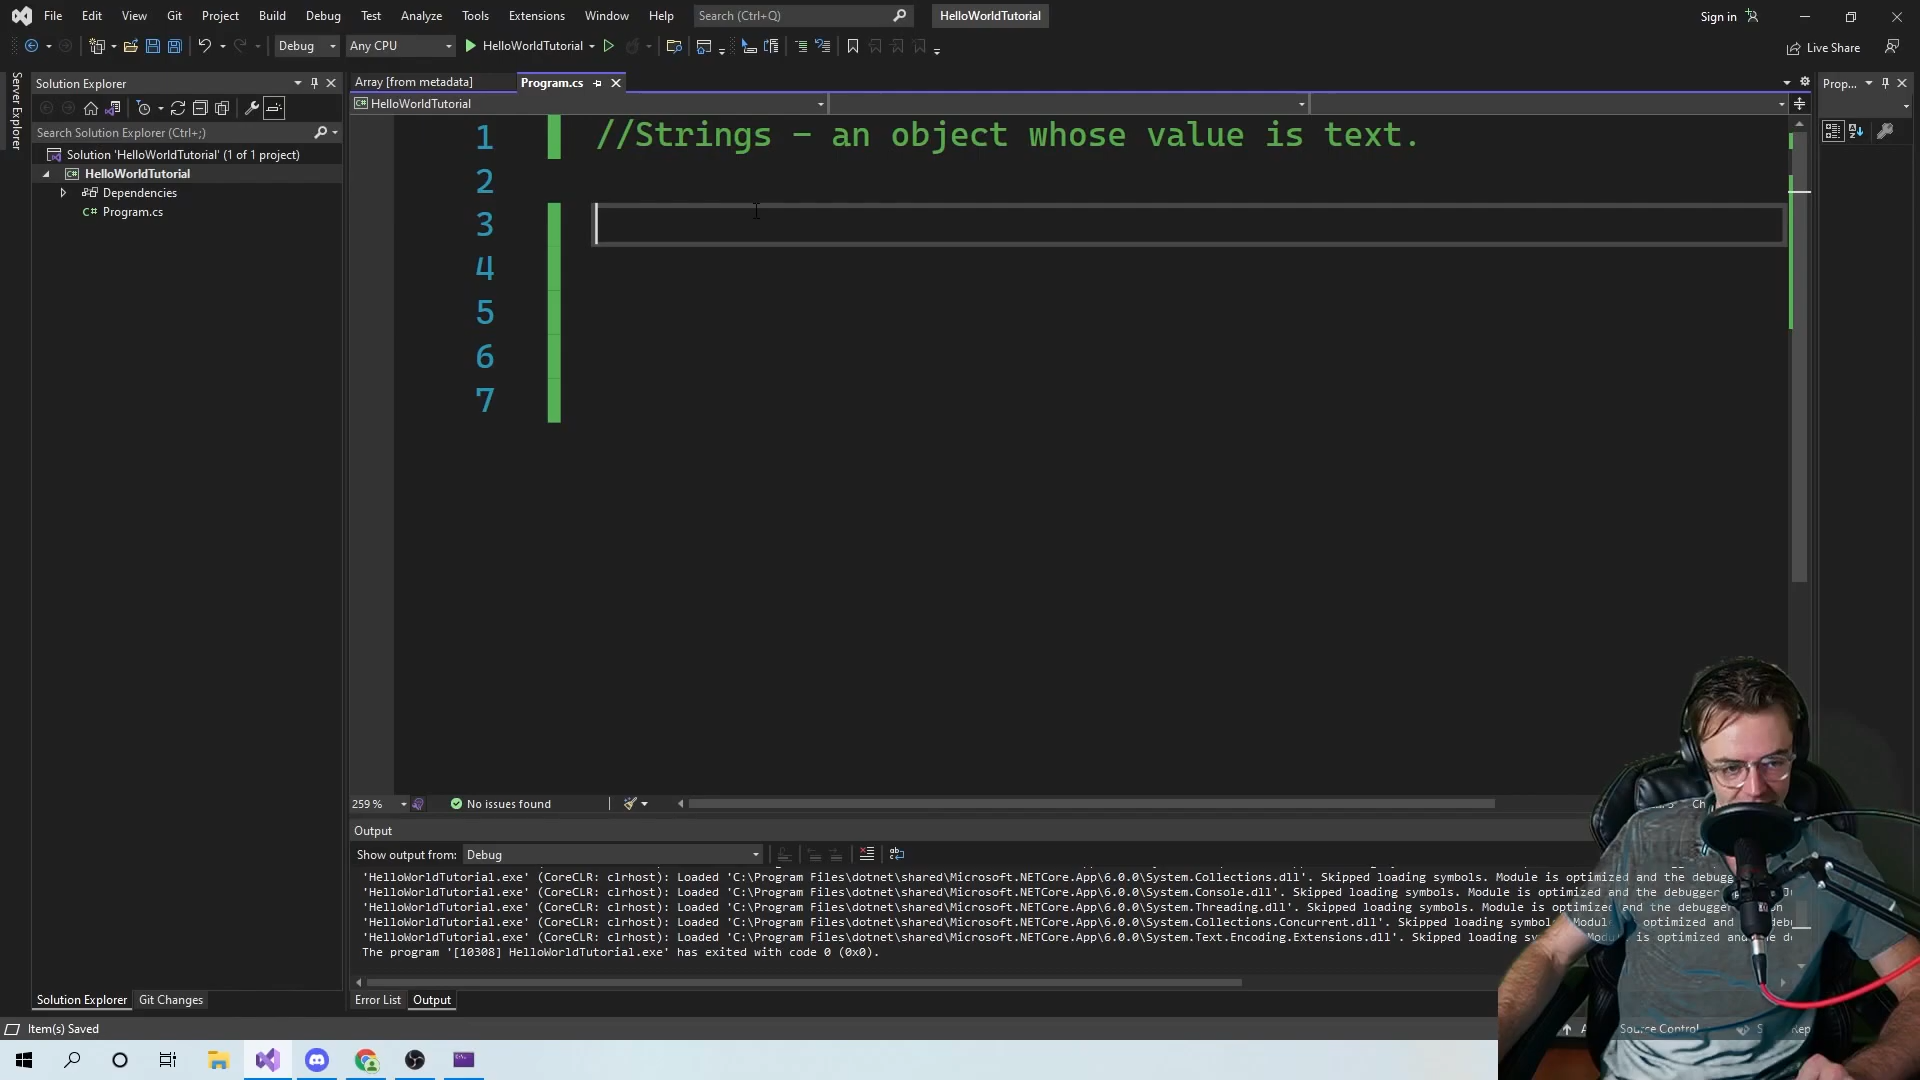 File Edit View Git Project Build Debug Test Analyze Tools Extensions Window Help Search (Ctrl+Q) HelloWorldTutorial Sign in
Debug Any CPU HelloWorldTutorial Live Share
Server Explorer
Solution Explorer
Search Solution Explorer (Ctrl+;)
Solution 'HelloWorldTutorial' (1 of 1 project)
HelloWorldTutorial
Dependencies
C# Program.cs
Array [from metadata] Program.cs
HelloWorldTutorial
Prop...
1 //Strings - an object whose value is text.
2
3
4
5
6
7
259 % No issues found
Output
Show output from: Debug
'HelloWorldTutorial.exe' (CoreCLR: clrhost): Loaded 'C:\Program Files\dotnet\shared\Microsoft.NETCore.App\6.0.0\System.Collections.dll'. Skipped loading symbols. Module is optimized and the debugg
'HelloWorldTutorial.exe' (CoreCLR: clrhost): Loaded 'C:\Program Files\dotnet\shared\Microsoft.NETCore.App\6.0.0\System.Console.dll'. Skipped loading symbols. Module is optimized and the debugger
'HelloWorldTutorial.exe' (CoreCLR: clrhost): Loaded 'C:\Program Files\dotnet\shared\Microsoft.NETCore.App\6.0.0\System.Threading.dll'. Skipped loading symbols. Module is optimized and the debugger
'HelloWorldTutorial.exe' (CoreCLR: clrhost): Loaded 'C:\Program Files\dotnet\shared\Microsoft.NETCore.App\6.0.0\System.Collections.Concurrent.dll'. Skipped loading symbols optimized and
'HelloWorldTutorial.exe' (CoreCLR: clrhost): Loaded 'C:\Program Files\dotnet\shared\Microsoft.NETCore.App\6.0.0\System.Text.Encoding.Extensions.dll'. Skipped loading is optimized and
The program '[10308] HelloWorldTutorial.exe' has exited with code 0 (0x0).
Solution Explorer Git Changes Error List Output
Item(s) Saved Source Control